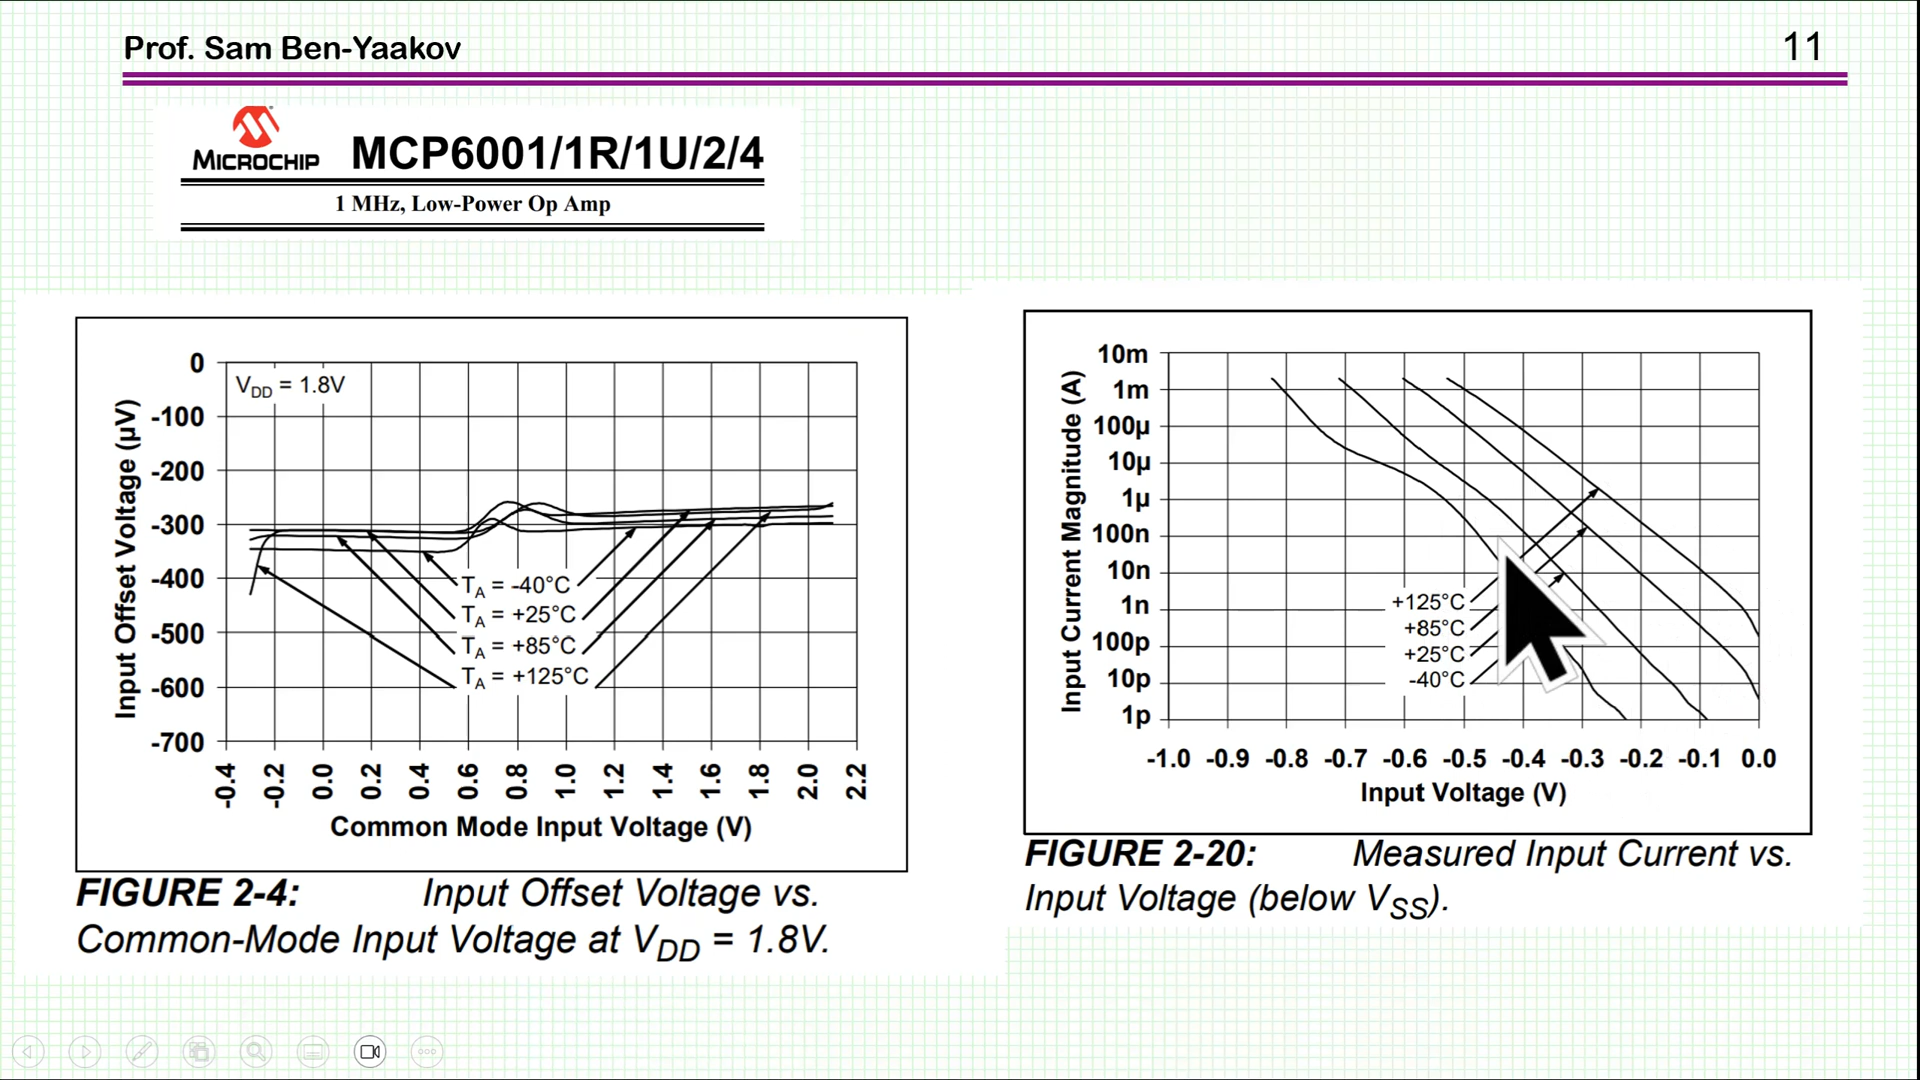 Prof. Sam Ben-Yaakov
11
MICROCHIP
MCP6001/1R/1U/2/4
1 MHz, Low-Power Op Amp
Input Offset Voltage (µV)
0
-100
-200
-300
-400
-500
-600
-700
VDD = 1.8V
TA = -40°C
TA = +25°C
TA = +85°C
TA = +125°C
-0.4 -0.2 0.0 0.2 0.4 0.6 0.8 1.0 1.2 1.4 1.6 1.8 2.0 2.2
Common Mode Input Voltage (V)
FIGURE 2-4: Input Offset Voltage vs.
Common-Mode Input Voltage at VDD = 1.8V.
Input Current Magnitude (A)
10m
1m
100µ
10µ
1µ
100n
10n
1n
100p
10p
1p
+125°C
+85°C
+25°C
-40°C
-1.0 -0.9 -0.8 -0.7 -0.6 -0.5 -0.4 -0.3 -0.2 -0.1 0.0
Input Voltage (V)
FIGURE 2-20: Measured Input Current vs.
Input Voltage (below VSS).